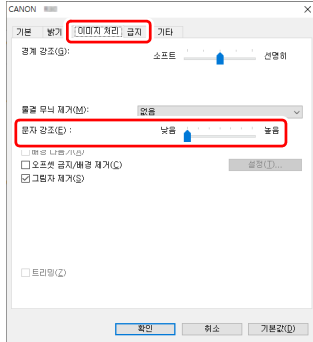 CANON
기본 밝기 이미지 처리 급지 기타
경계 강조(G):
소프트 선명히
물결 무늬 제거(M): 없음
문자 강조(E) : 낮음 높음
오프셋 금지/배경 제거(C) 설정(T)...
그림자 제거(S)
트리밍(Z)
확인 취소 기본값(D)